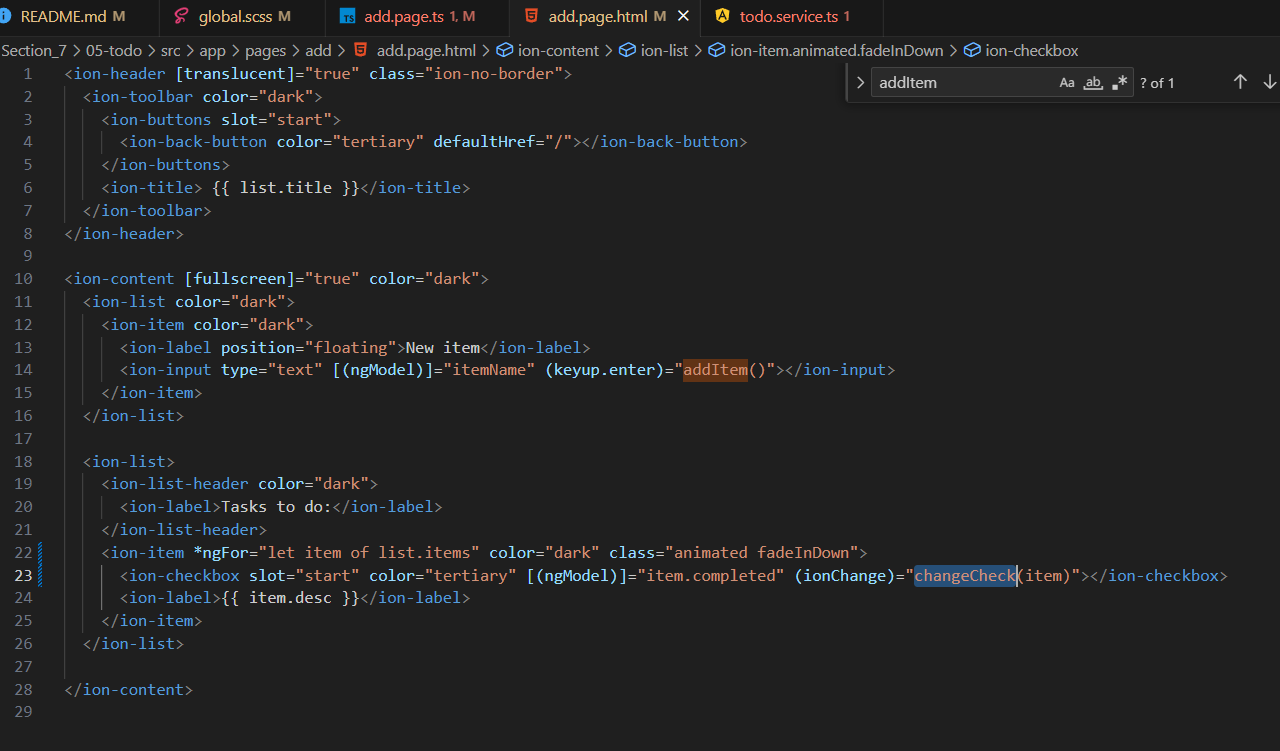 README.md M global.scss M TS add.page.ts 1, M add.page.html M todo.service.ts 1
Section_7 > 05-todo > src > app > pages > add > add.page.html > ion-content > ion-list > ion-item.animated.fadeInDown > ion-checkbox
addItem Aa ab .* ? of 1
1 <ion-header [translucent]="true" class="ion-no-border">
2 <ion-toolbar color="dark">
3 <ion-buttons slot="start">
4 <ion-back-button color="tertiary" defaultHref="/"></ion-back-button>
5 </ion-buttons>
6 <ion-title> {{ list.title }}</ion-title>
7 </ion-toolbar>
8 </ion-header>
9
10 <ion-content [fullscreen]="true" color="dark">
11 <ion-list color="dark">
12 <ion-item color="dark">
13 <ion-label position="floating">New item</ion-label>
14 <ion-input type="text" [(ngModel)]="itemName" (keyup.enter)="addItem()"></ion-input>
15 </ion-item>
16 </ion-list>
17
18 <ion-list>
19 <ion-list-header color="dark">
20 <ion-label>Tasks to do:</ion-label>
21 </ion-list-header>
22 <ion-item *ngFor="let item of list.items" color="dark" class="animated fadeInDown">
23 <ion-checkbox slot="start" color="tertiary" [(ngModel)]="item.completed" (ionChange)="changeCheck(item)"></ion-checkbox>
24 <ion-label>{{ item.desc }}</ion-label>
25 </ion-item>
26 </ion-list>
27
28 </ion-content>
29